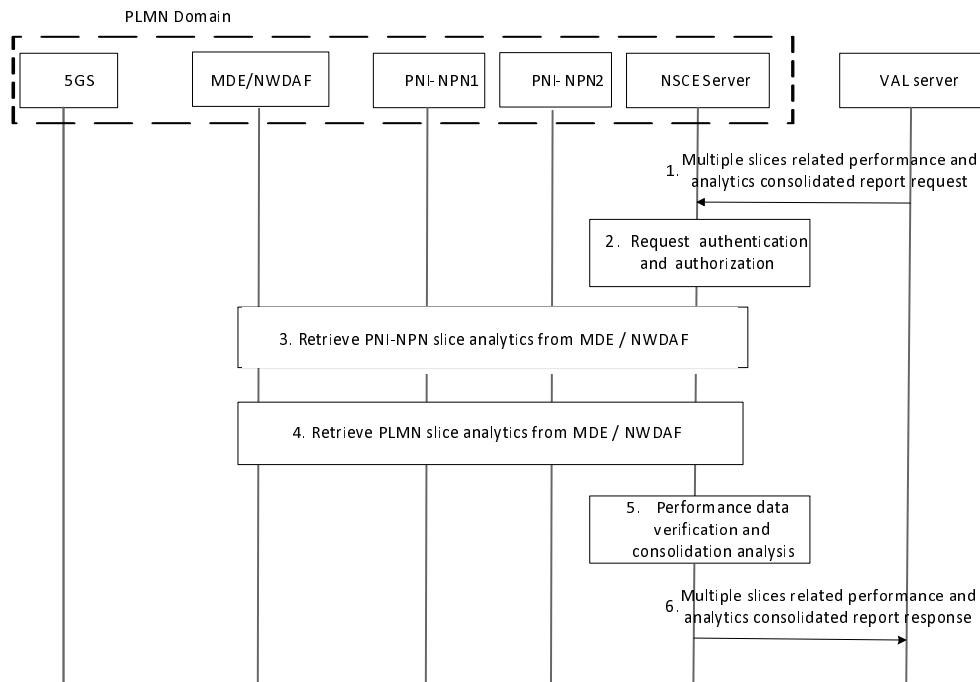 PLMN Domain
5GS
MDE/NWDAF
PNI-NPN1
PNI-NPN2
NSCE Server
VAL server
1. Multiple slices related performance and
analytics consolidated report request
2. Request authentication
and authorization
3. Retrieve PNI-NPN slice analytics from MDE / NWDAF
4. Retrieve PLMN slice analytics from MDE / NWDAF
5. Performance data
verification and
consolidation analysis
6. Multiple slices related performance and
analytics consolidated report response